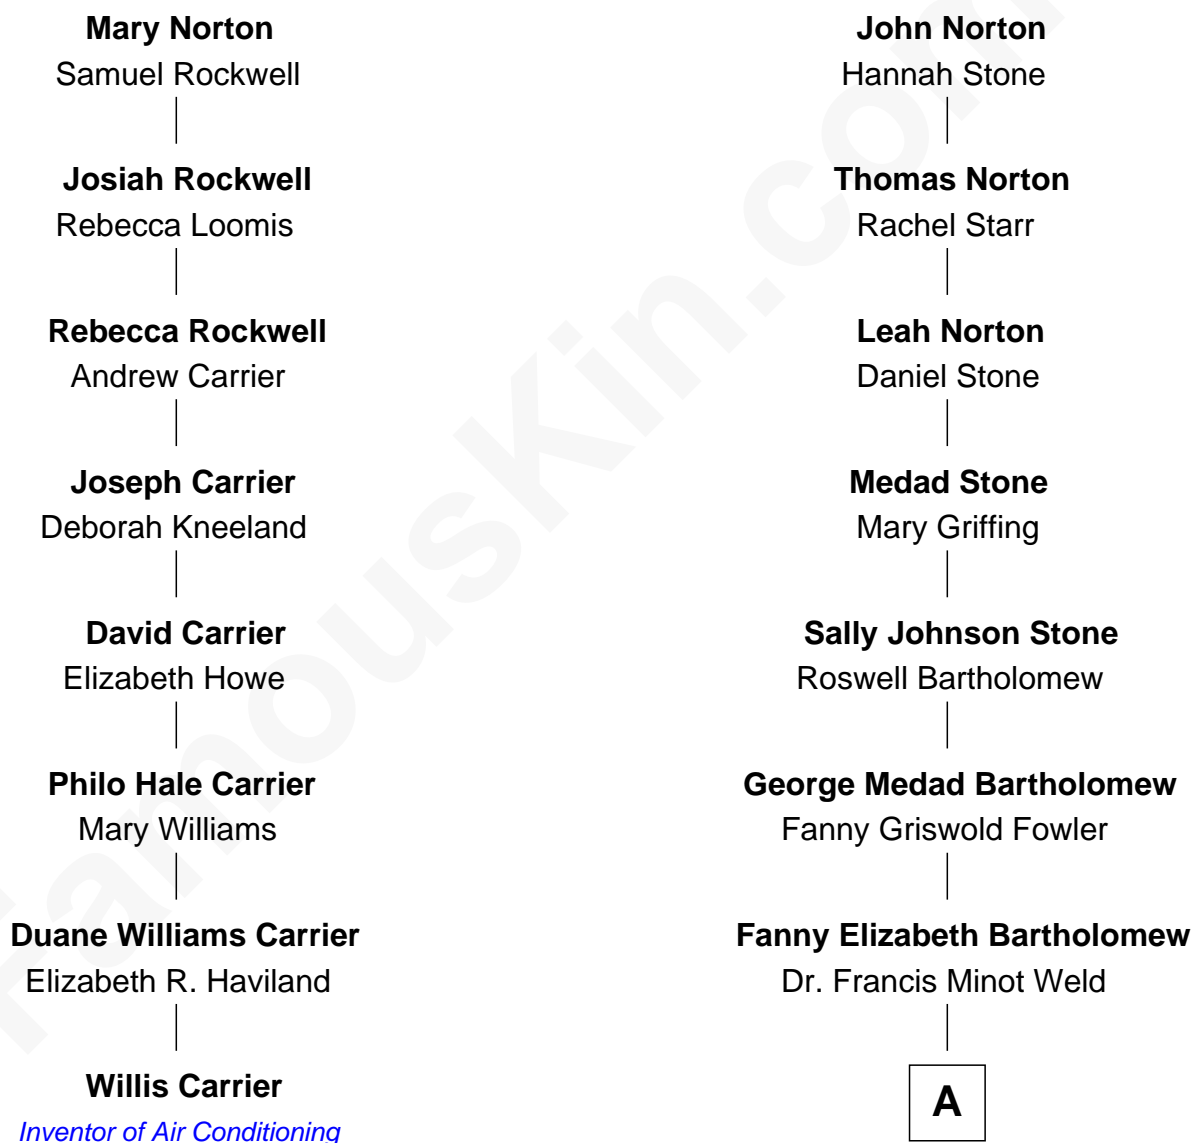 Mary Norton
Samuel Rockwell
Josiah Rockwell
Rebecca Loomis
Rebecca Rockwell
Andrew Carrier
Joseph Carrier
Deborah Kneeland
David Carrier
Elizabeth Howe
Philo Hale Carrier
Mary Williams
Duane Williams Carrier
Elizabeth R. Haviland
Willis Carrier
Inventor of Air Conditioning
John Norton
Hannah Stone
Thomas Norton
Rachel Starr
Leah Norton
Daniel Stone
Medad Stone
Mary Griffing
Sally Johnson Stone
Roswell Bartholomew
George Medad Bartholomew
Fanny Griswold Fowler
Fanny Elizabeth Bartholomew
Dr. Francis Minot Weld
A
FamousKin.com